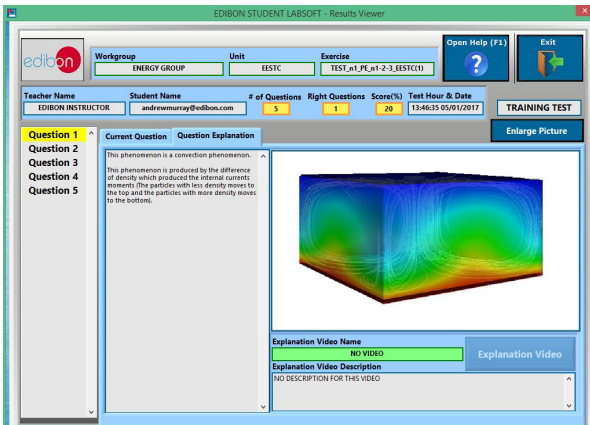 EDIBON STUDENT LABSOFT - Results Viewer
edibon
Workgroup
ENERGY GROUP
Unit
EESTC
Exercise
TEST_n1_PE_n1-2-3_EESTC(1)
Open Help (F1)
?
Exit
Teacher Name
EDIBON INSTRUCTOR
Student Name
andrewmurray@edibon.com
# of Questions
5
Right Questions
1
Score(%)
20
Test Hour & Date
13:46:35 05/01/2017
TRAINING TEST
Question 1
Question 2
Question 3
Question 4
Question 5
Current Question
Question Explanation
Enlarge Picture
This phenomenon is a convection phenomenon.
This phenomenon is produced by the difference
of density which produced the internal currents
moments (The particles with less density moves to
the top and the particles with more density moves
to the bottom).
Explanation Video Name
NO VIDEO
Explanation Video
Explanation Video Description
NO DESCRIPTION FOR THIS VIDEO